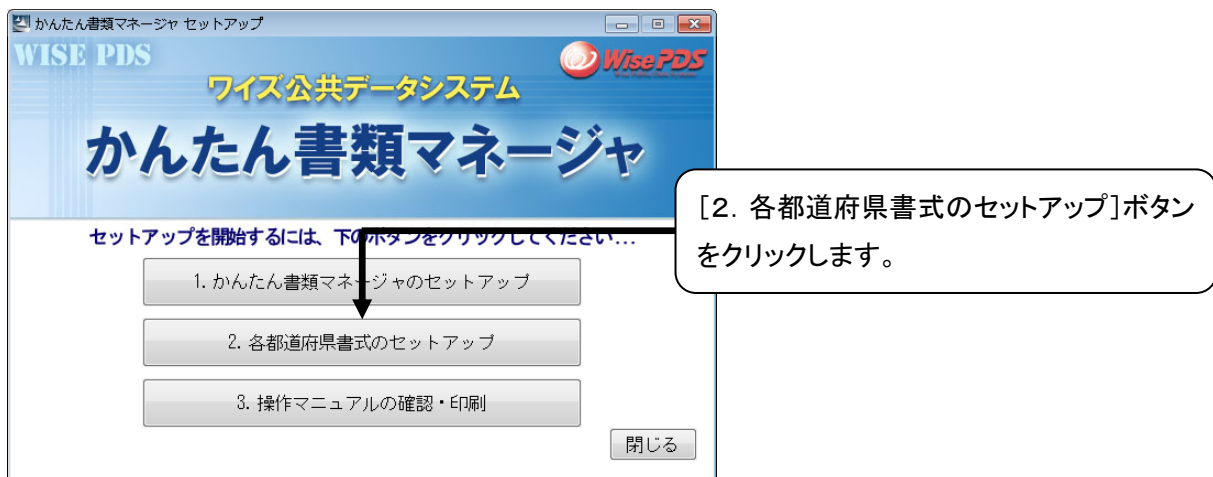 かんたん書類マネージャ セットアップ
WISE PDS
Wise PDS
ワイズ公共データシステム
かんたん書類マネージャ
[2. 各都道府県書式のセットアップ]ボタン
をクリックします。
セットアップを開始するには、下のボタンをクリックしてください...
1. かんたん書類マネージャのセットアップ
2. 各都道府県書式のセットアップ
3. 操作マニュアルの確認・印刷
閉じる